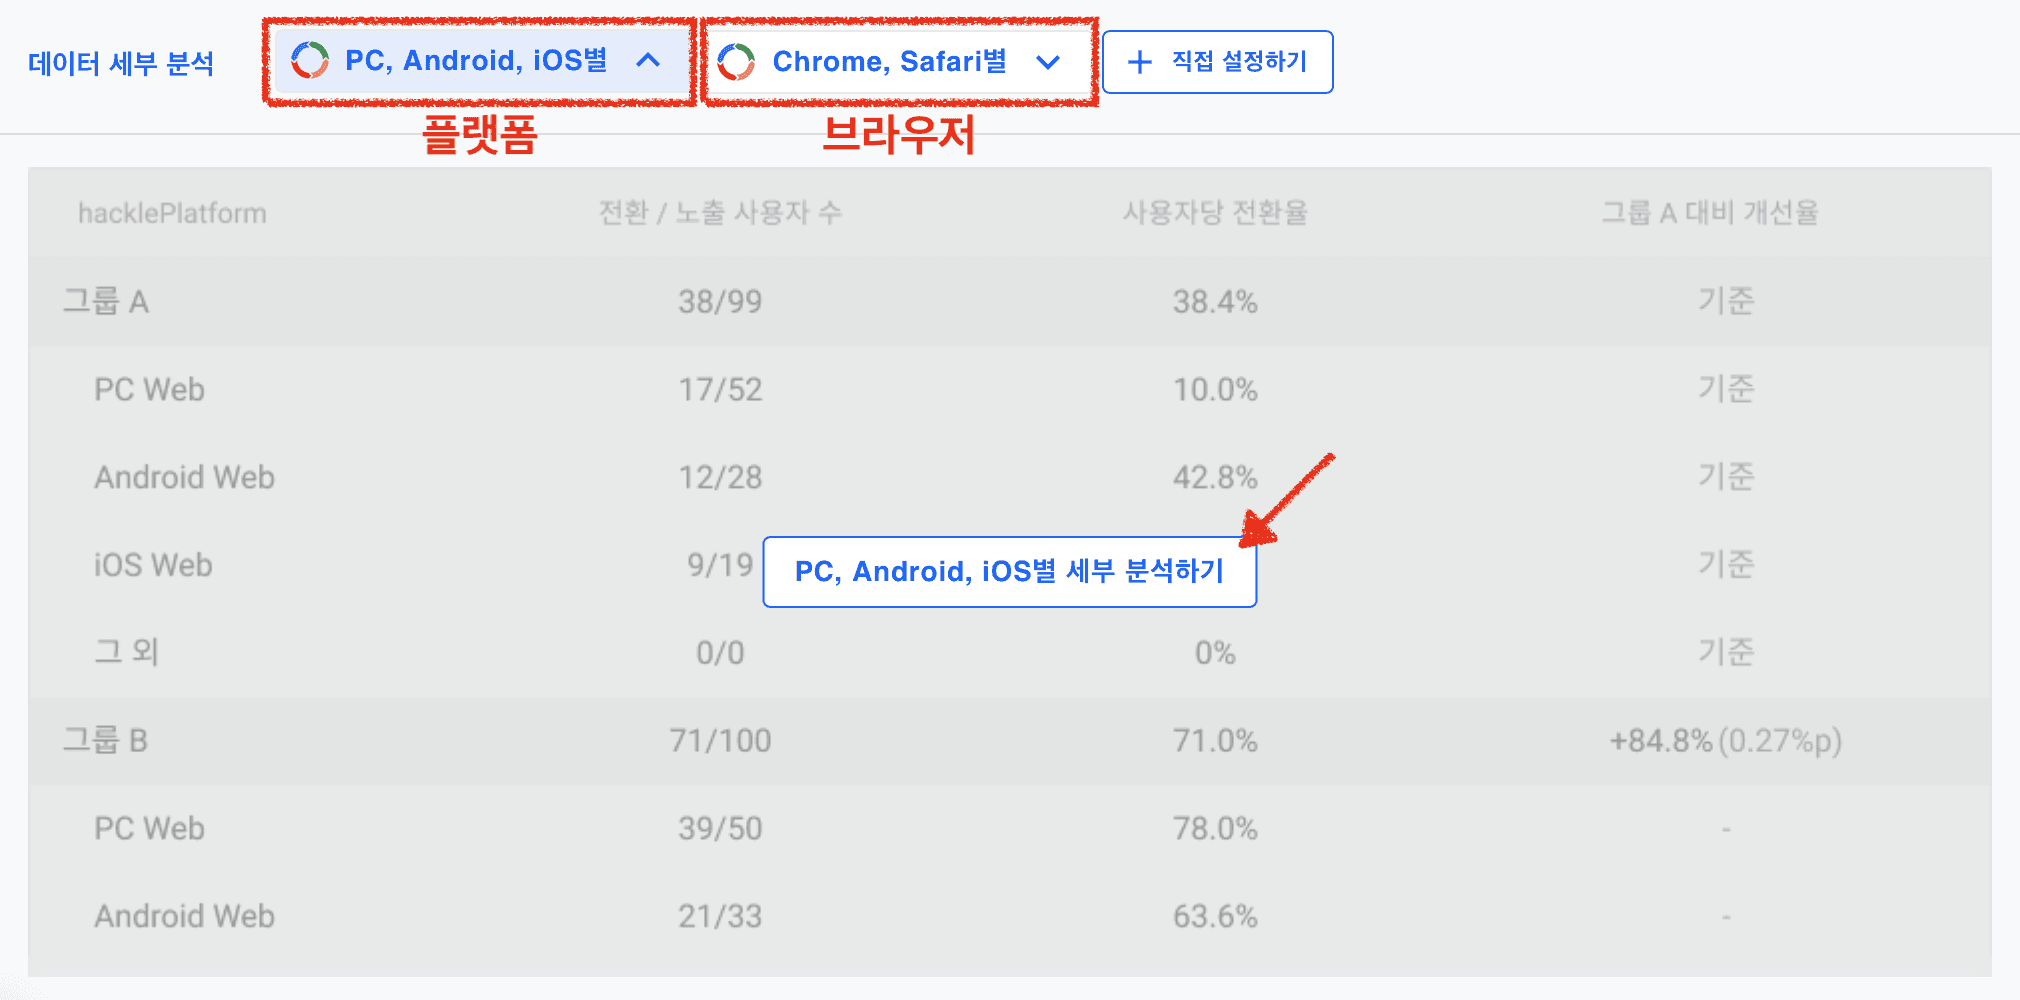 데이터 세부 분석 PC, Android, iOS별 Chrome, Safari별 + 직접 설정하기
플랫폼 브라우저
hacklePlatform 전환 / 노출 사용자 수 사용자당 전환율 그룹 A 대비 개선율
그룹 A 38/99 38.4% 기준
PC Web 17/52 10.0% 기준
Android Web 12/28 42.8% 기준
iOS Web 9/19 기준
PC, Android, iOS별 세부 분석하기
그 외 0/0 0% 기준
그룹 B 71/100 71.0% +84.8% (0.27%p)
PC Web 39/50 78.0% -
Android Web 21/33 63.6% -